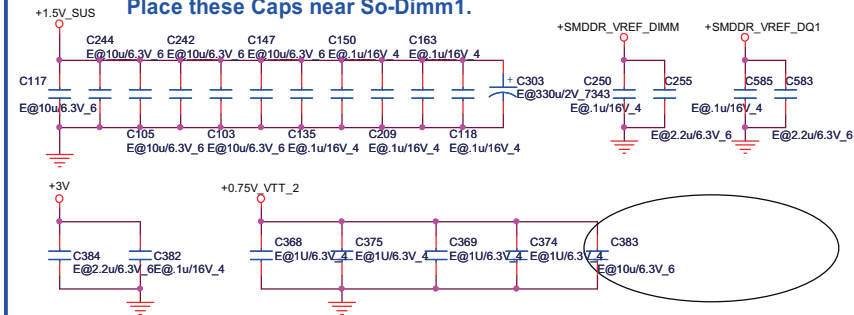 Place these Caps near So-Dimm1.
+1.5V_SUS
+SMDDR_VREF_DIMM
+SMDDR_VREF_DQ1
C244
C242
C147
C150
C163
E@10u/6.3V_6
E@10u/6.3V_6
E@10u/6.3V_6
E@.1u/16V_4
E@.1u/16V_4
C117
E@10u/6.3V_6
+
C303
E@330u/2V_7343
C250
E@.1u/16V_4
C255
C585
E@.1u/16V_4
C583
C105
C103
C135
C209
C118
E@10u/6.3V_6
E@10u/6.3V_6
E@.1u/16V_4
E@.1u/16V_4
E@.1u/16V_4
E@2.2u/6.3V_6
E@2.2u/6.3V_6
+3V
+0.75V_VTT_2
C384
E@2.2u/6.3V_6
C382
E@.1u/16V_4
C368
E@1U/6.3V_4
C375
E@1U/6.3V_4
C369
E@1U/6.3V_4
C374
E@1U/6.3V_4
C383
E@10u/6.3V_6